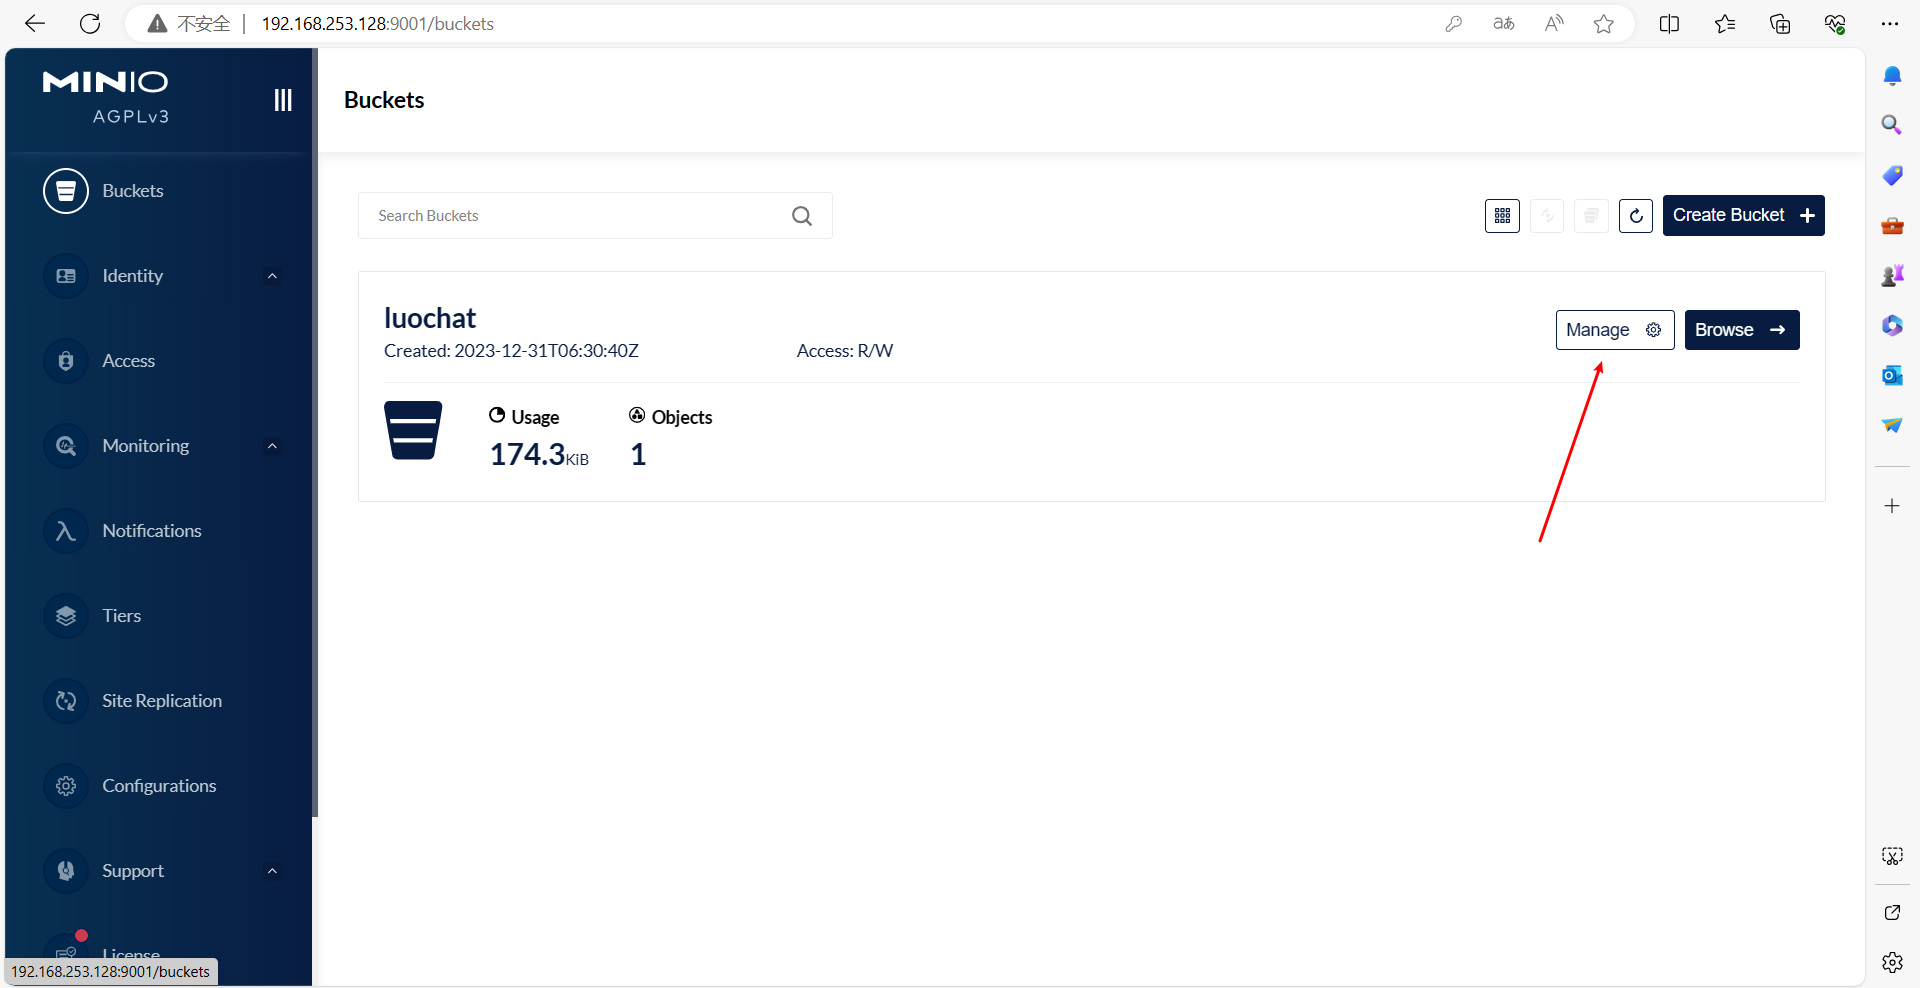 不安全
192.168.253.128:9001/buckets
aあ
A
MINIO
AGPLv3
Buckets
Identity
Access
Monitoring
Notifications
Tiers
Site Replication
Configurations
Support
License
192.168.253.128:9001/buckets
Buckets
Search Buckets
Create Bucket
luochat
Created: 2023-12-31T06:30:40Z
Access: R/W
Manage
Browse
Usage
174.3KiB
Objects
1